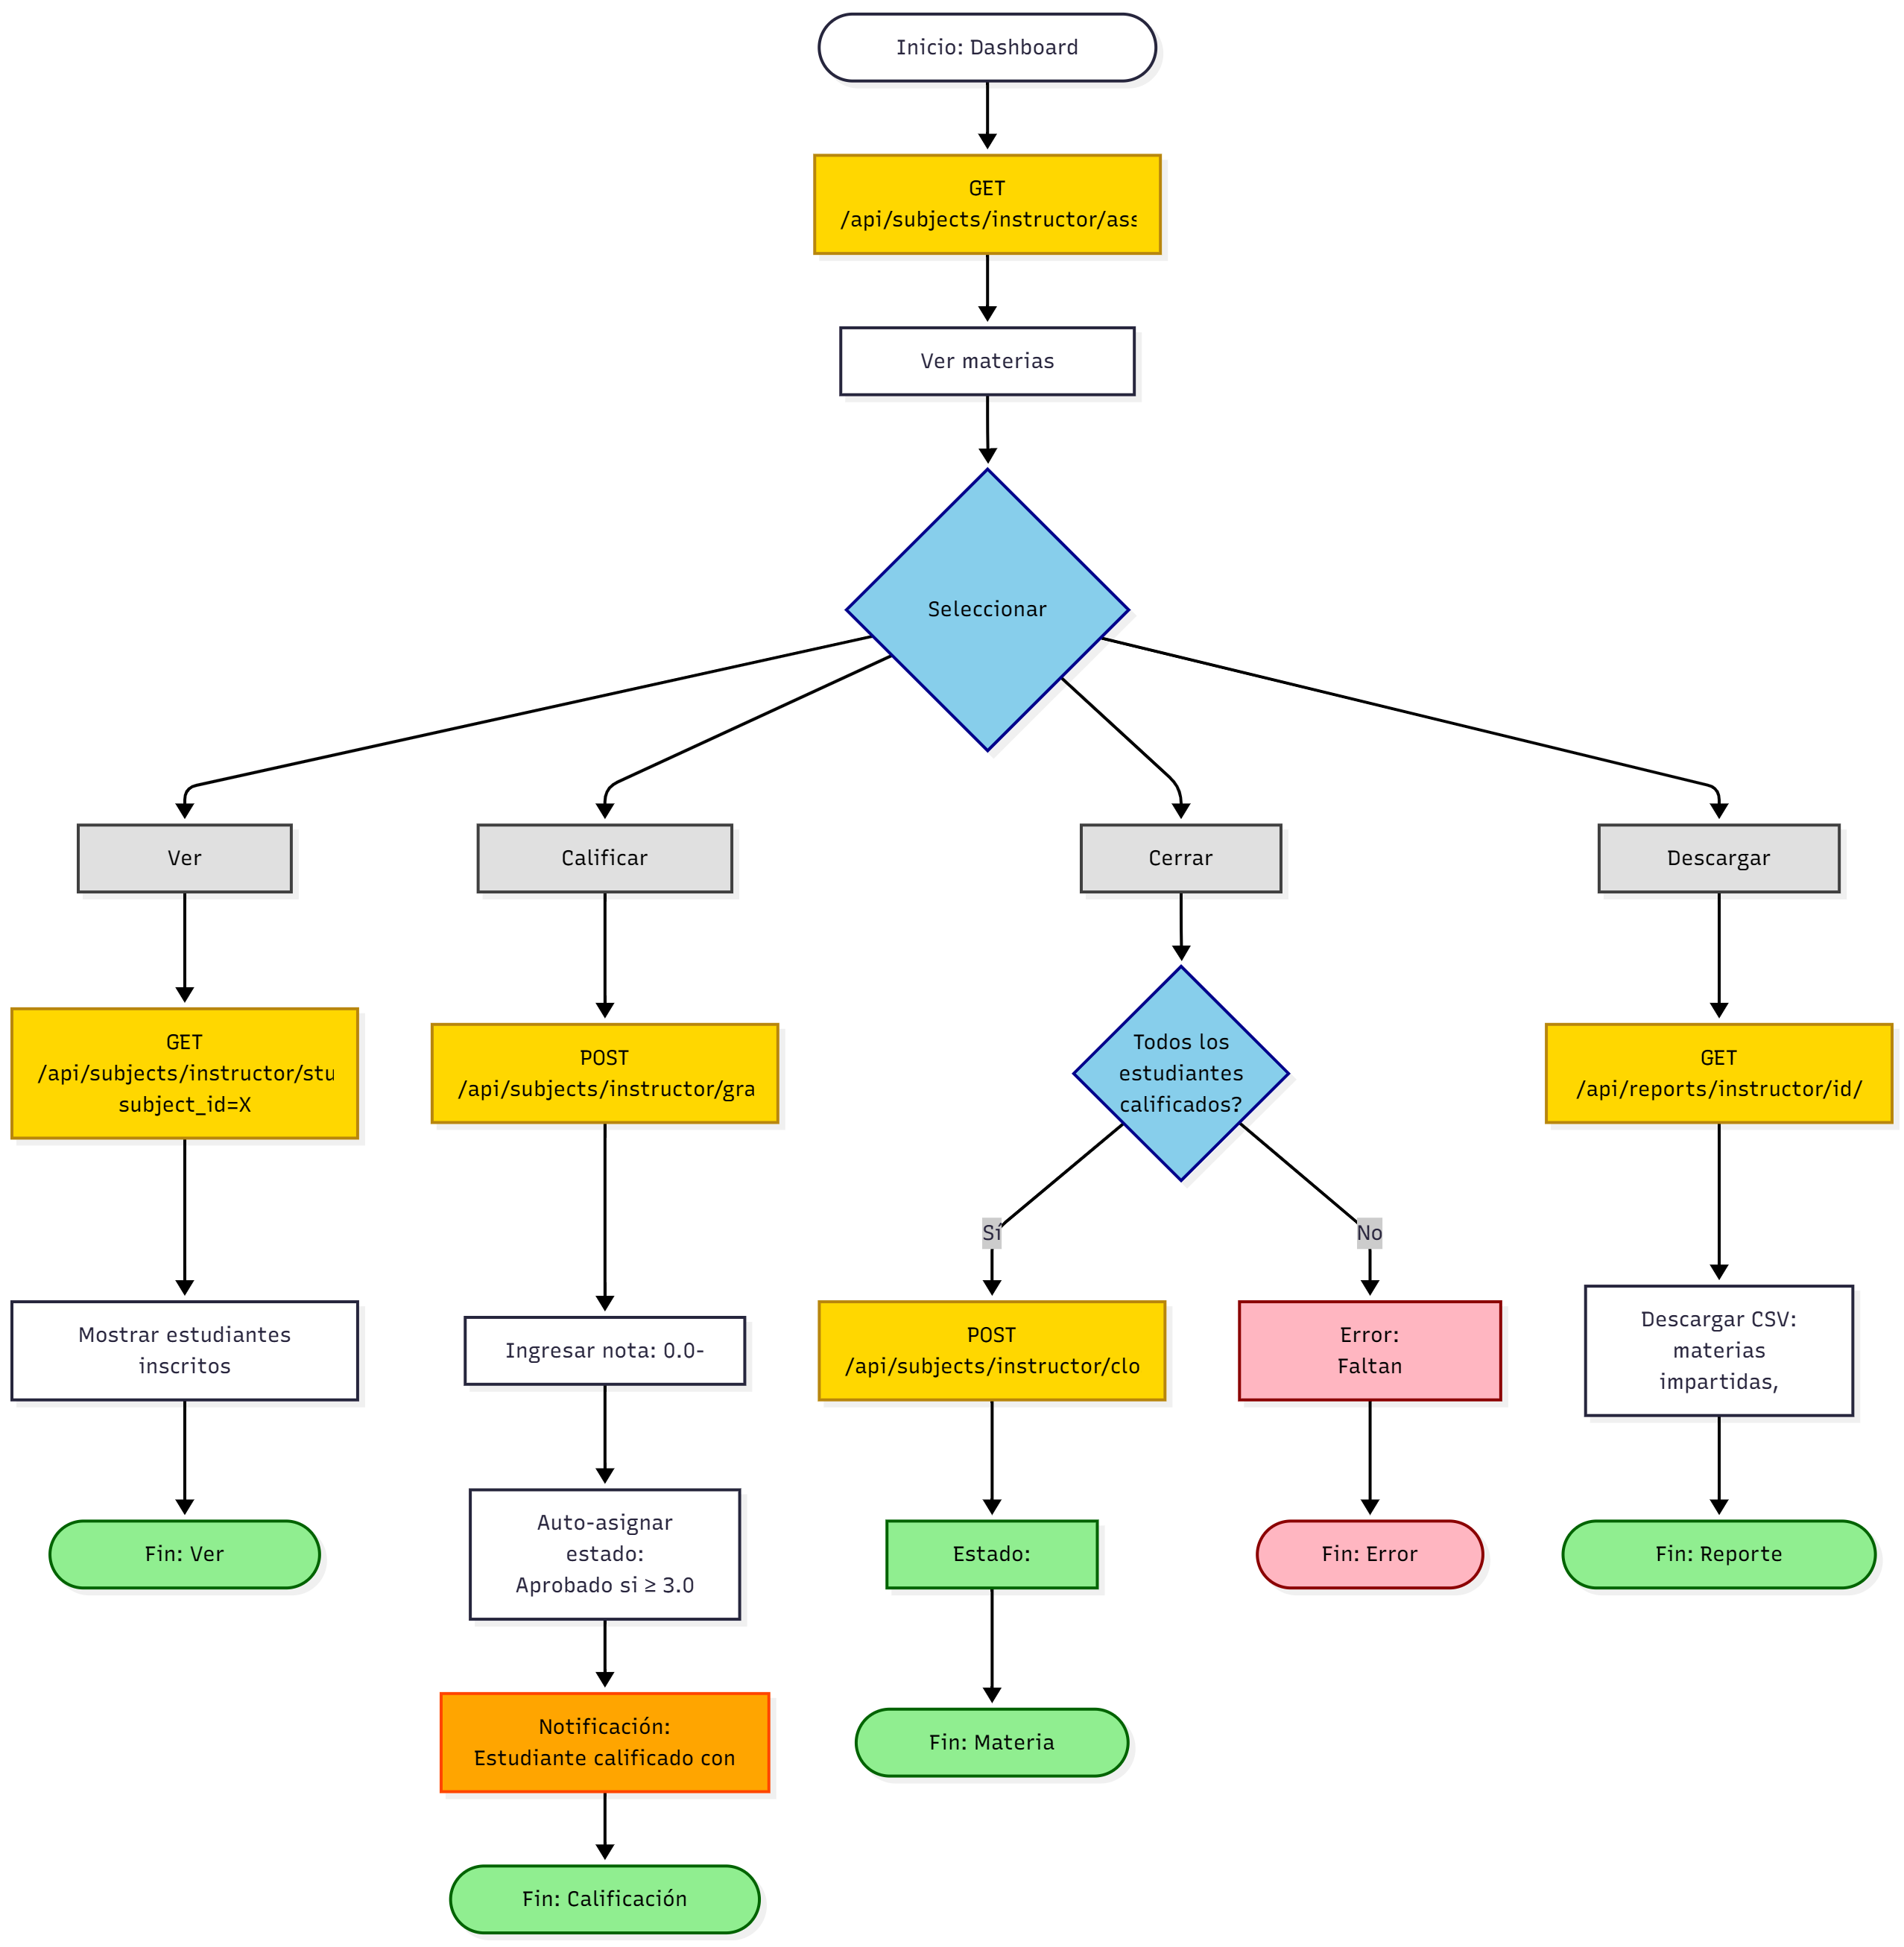 Inicio: Dashboard
GET
/api/subjects/instructor/ass
Ver materias
Seleccionar
Ver
Calificar
Cerrar
Descargar
GET
/api/subjects/instructor/stu
subject_id=X
POST
/api/subjects/instructor/gra
Todos los
estudiantes
calificados?
GET
/api/reports/instructor/id/
Sí
No
Mostrar estudiantes
inscritos
Ingresar nota: 0.0-
POST
/api/subjects/instructor/clo
Error:
Faltan
Descargar CSV:
materias
impartidas,
Fin: Ver
Auto-asignar
estado:
Aprobado si ≥ 3.0
Estado:
Fin: Error
Fin: Reporte
Notificación:
Estudiante calificado con
Fin: Materia
Fin: Calificación